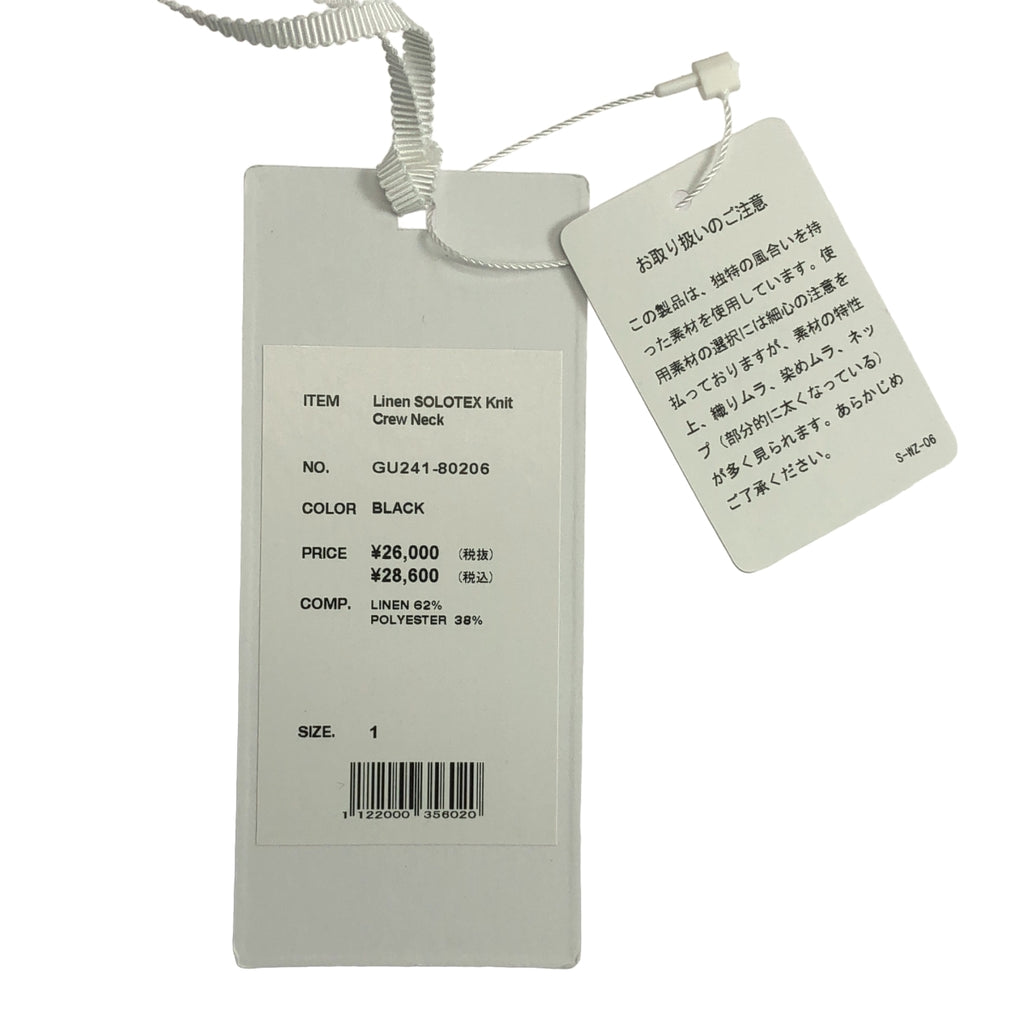 ITEM Linen SOLOTEX Knit
Crew Neck
NO. GU241-80206
COLOR BLACK
PRICE ¥26,000 (税抜)
¥28,600 (税込)
COMP. LINEN 62%
POLYESTER 38%
SIZE. 1
1 122000 356020
お取り扱いのご注意
この製品は、独特の風合いを持
った素材を使用しています。使
用素材の選択には細心の注意を
払っておりますが、素材の特性
上、織りムラ、染めムラ、ネッ
プ（部分的に太くなっている）
が多く見られます。あらかじめ
ご了承ください。
S-WZ-06